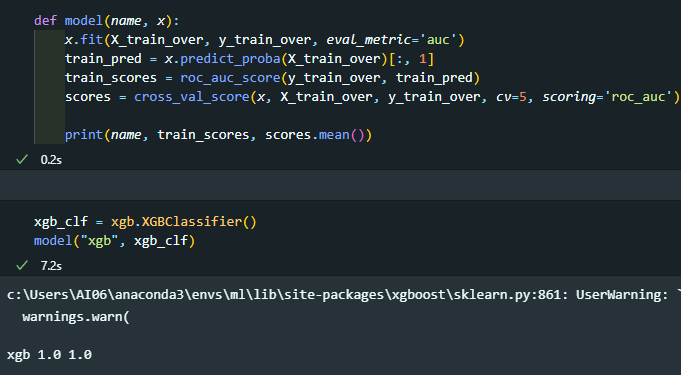 def model(name, x):
    x.fit(X_train_over, y_train_over, eval_metric='auc')
    train_pred = x.predict_proba(X_train_over)[:, 1]
    train_scores = roc_auc_score(y_train_over, train_pred)
    scores = cross_val_score(x, X_train_over, y_train_over, cv=5, scoring='roc_auc')
    print(name, train_scores, scores.mean())
✓ 0.2s
xgb_clf = xgb.XGBClassifier()
model("xgb", xgb_clf)
✓ 7.2s
c:\Users\AI06\anaconda3\envs\ml\lib\site-packages\xgboost\sklearn.py:861: UserWarning: `
  warnings.warn(
xgb 1.0 1.0